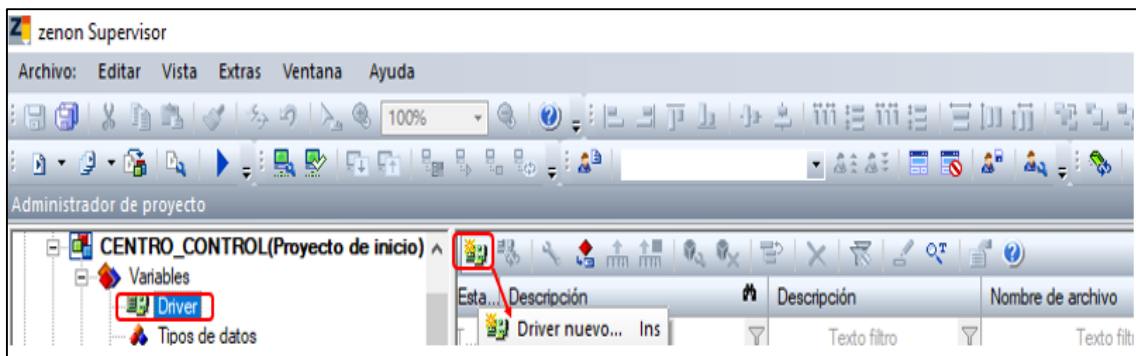 zenon Supervisor
Archivo: Editar Vista Extras Ventana Ayuda
100%
Administrador de proyecto
CENTRO_CONTROL(Proyecto de inicio)
Variables
Driver
Tipos de datos
Esta... Descripción Descripción Nombre de archivo
T... Driver nuevo... Ins Texto filtro Texto filt